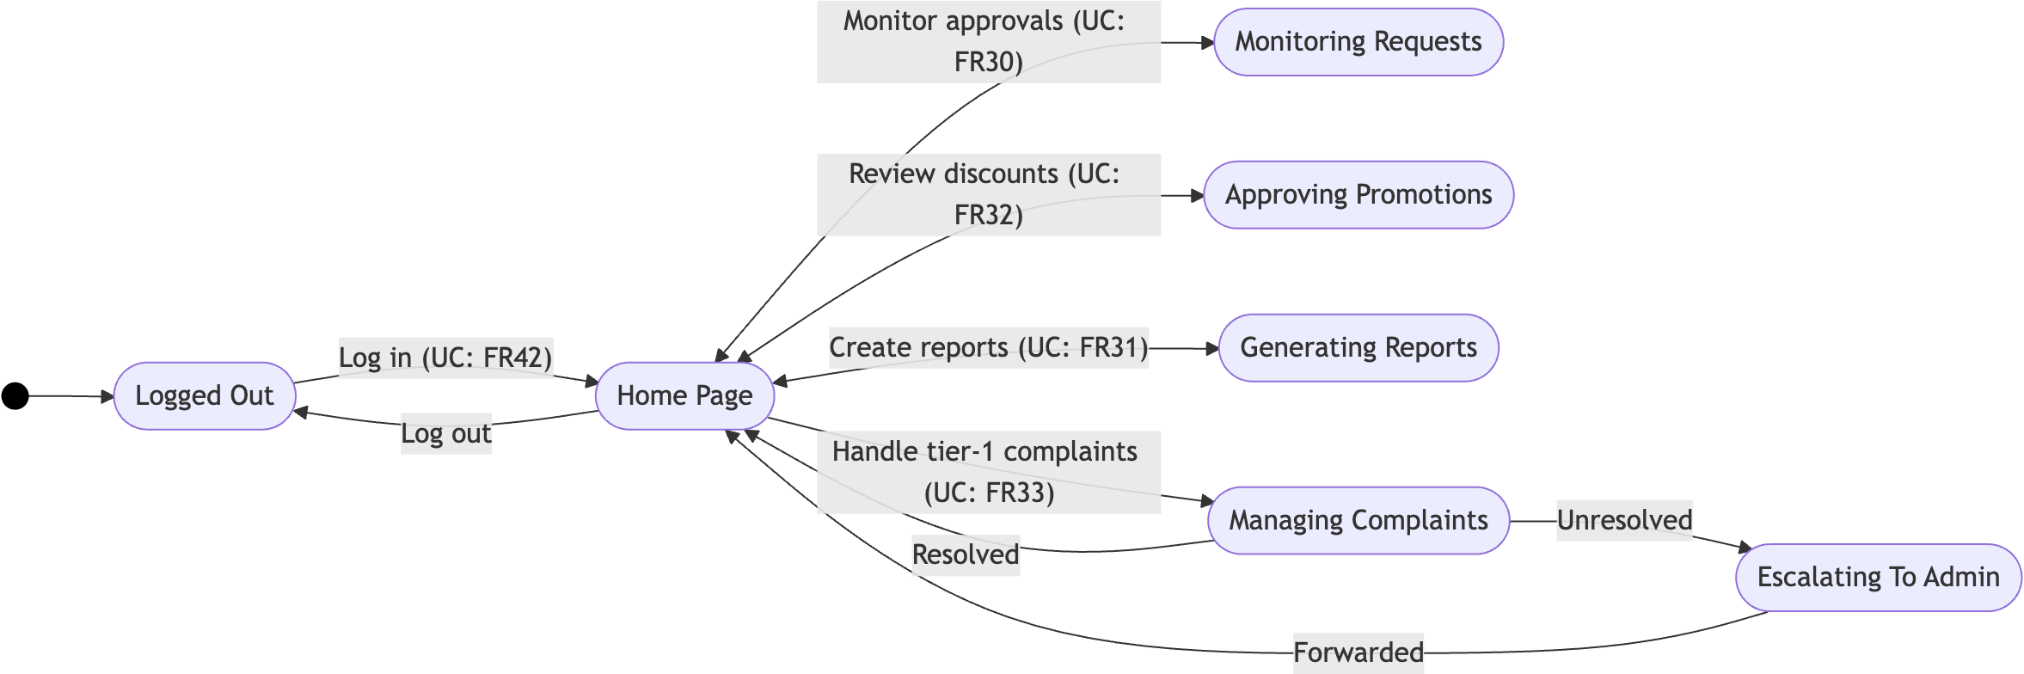 Monitor approvals (UC:
FR30)
Monitoring Requests
Review discounts (UC:
FR32)
Approving Promotions
Create reports (UC: FR31)
Generating Reports
Log in (UC: FR42)
Logged Out
Home Page
Log out
Handle tier-1 complaints
(UC: FR33)
Managing Complaints
Unresolved
Resolved
Escalating To Admin
Forwarded